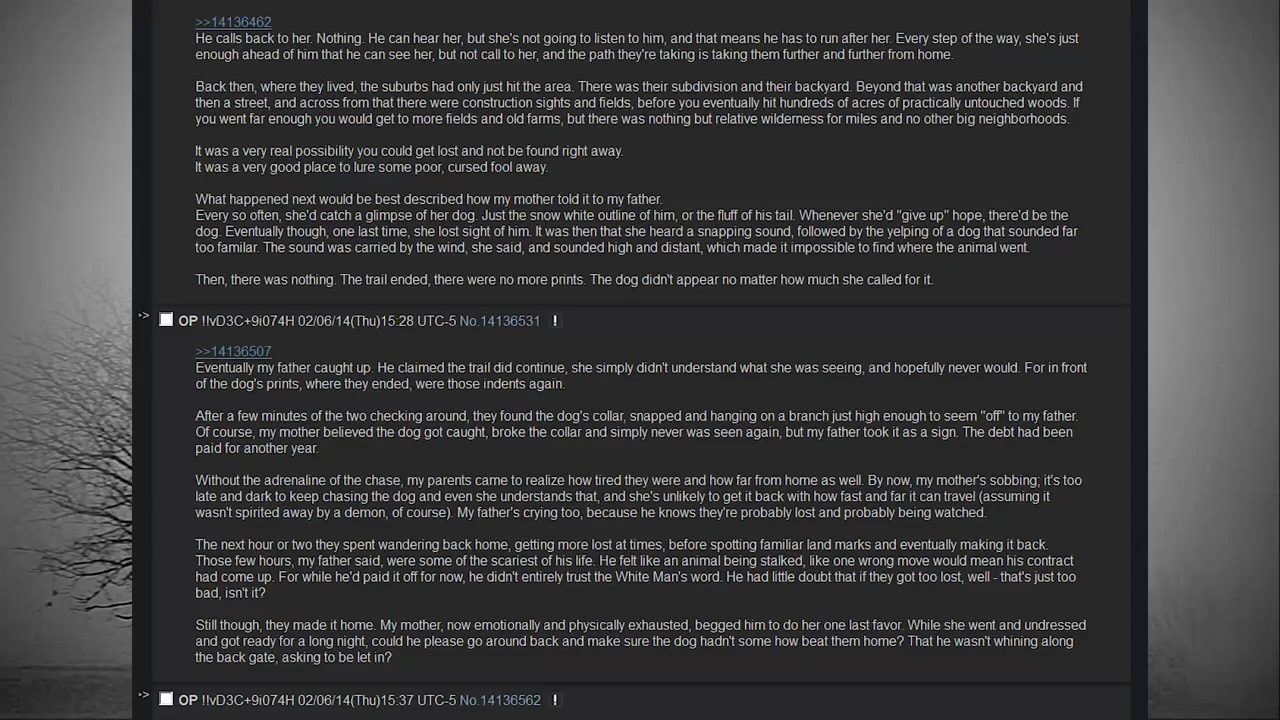 >>14136462
He calls back to her. Nothing. He can hear her, but she's not going to listen to him, and that means he has to run after her. Every step of the way, she's just
enough ahead of him that he can see her, but not call to her, and the path they're taking is taking them further and further from home.
Back then, where they lived, the suburbs had only just hit the area. There was their subdivision and their backyard. Beyond that was another backyard and
then a street, and across from that there were construction sights and fields, before you eventually hit hundreds of acres of practically untouched woods. If
you went far enough you would get to more fields and old farms, but there was nothing but relative wilderness for miles and no other big neighborhoods.
It was a very real possibility you could get lost and not be found right away.
It was a very good place to lure some poor, cursed fool away.
What happened next would be best described how my mother told it to my father.
Every so often, she'd catch a glimpse of her dog. Just the snow white outline of him, or the fluff of his tail. Whenever she'd "give up" hope, there'd be the
dog. Eventually though, one last time, she lost sight of him. It was then that she heard a snapping sound, followed by the yelping of a dog that sounded far
too familar. The sound was carried by the wind, she said, and sounded high and distant, which made it impossible to find where the animal went.
Then, there was nothing. The trail ended, there were no more prints. The dog didn't appear no matter how much she called for it.
>> OP !!vD3C+9i074H 02/06/14(Thu)15:28 UTC-5 No.14136531 !
>>14136507
Eventually my father caught up. He claimed the trail did continue, she simply didn't understand what she was seeing, and hopefully never would. For in front
of the dog's prints, where they ended, were those indents again.
After a few minutes of the two checking around, they found the dog's collar, snapped and hanging on a branch just high enough to seem "off" to my father.
Of course, my mother believed the dog got caught, broke the collar and simply never was seen again, but my father took it as a sign. The debt had been
paid for another year.
Without the adrenaline of the chase, my parents came to realize how tired they were and how far from home as well. By now, my mother's sobbing; it's too
late and dark to keep chasing the dog and even she understands that, and she's unlikely to get it back with how fast and far it can travel (assuming it
wasn't spirited away by a demon, of course). My father's crying too, because he knows they're probably lost and probably being watched.
The next hour or two they spent wandering back home, getting more lost at times, before spotting familiar land marks and eventually making it back.
Those few hours, my father said, were some of the scariest of his life. He felt like an animal being stalked, like one wrong move would mean his contract
had come up. For while he'd paid it off for now, he didn't entirely trust the White Man's word. He had little doubt that if they got too lost, well - that's just too
bad, isn't it?
Still though, they made it home. My mother, now emotionally and physically exhausted, begged him to do her one last favor. While she went and undressed
and got ready for a long night, could he please go around back and make sure the dog hadn't some how beat them home? That he wasn't whining along
the back gate, asking to be let in?
>> OP !!vD3C+9i074H 02/06/14(Thu)15:37 UTC-5 No.14136562 !